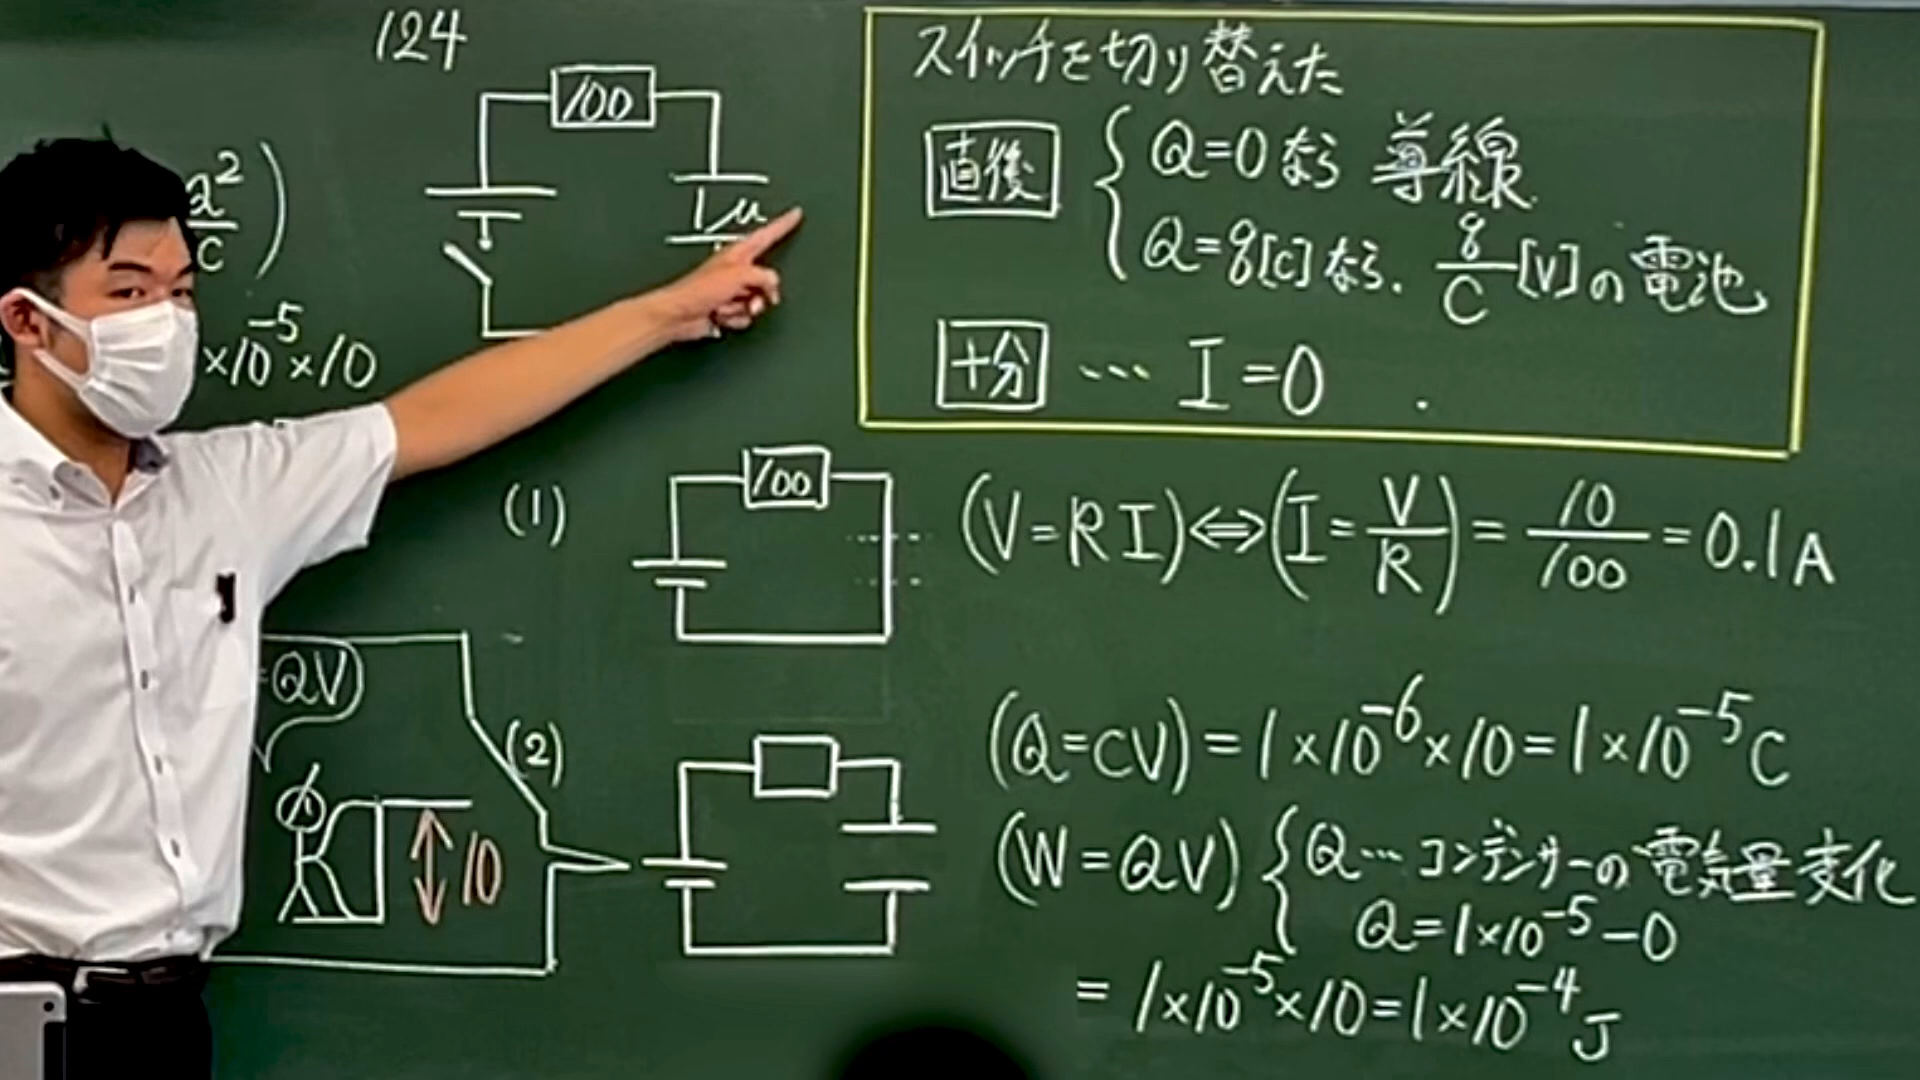 124
100
1μ
a²
C
)
×10⁻⁵×10
スイッチを切り替えた
直後 { Q=0なら 導線
Q=q[C]なら. q/C [V]の電池
十分 … I=0 .
(1)
100
(V=RI)⇔(I=V/R)=10/100=0.1A
=QV
10
(2)
(Q=CV)=1×10⁻⁶×10=1×10⁻⁵C
(W=QV) { Q…コンデンサーの電気量変化
Q=1×10⁻⁵−0
=1×10⁻⁵×10=1×10⁻⁴J